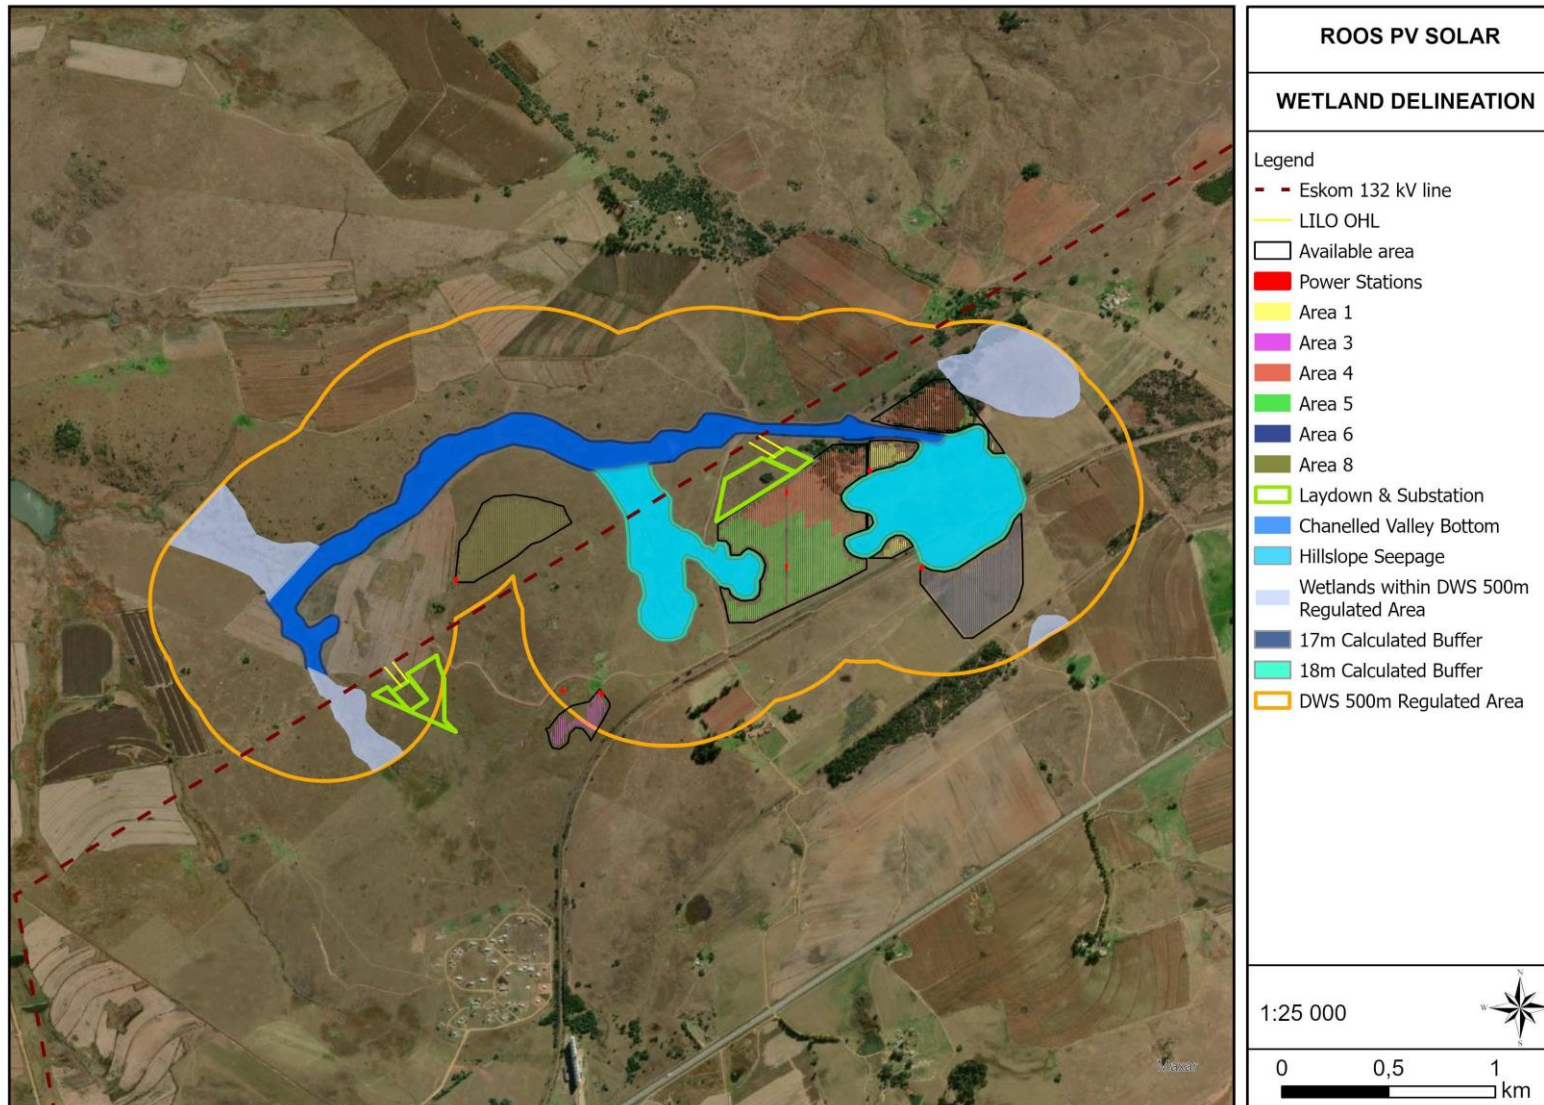 ROOS PV SOLAR
WETLAND DELINEATION
Legend
Eskom 132 kV line
LILO OHL
Available area
Power Stations
Area 1
Area 3
Area 4
Area 5
Area 6
Area 8
Laydown & Substation
Chanelled Valley Bottom
Hillslope Seepage
Wetlands within DWS 500m
Regulated Area
17m Calculated Buffer
18m Calculated Buffer
DWS 500m Regulated Area
1:25 000
N
W
S
0 0,5 1
km
Maxar